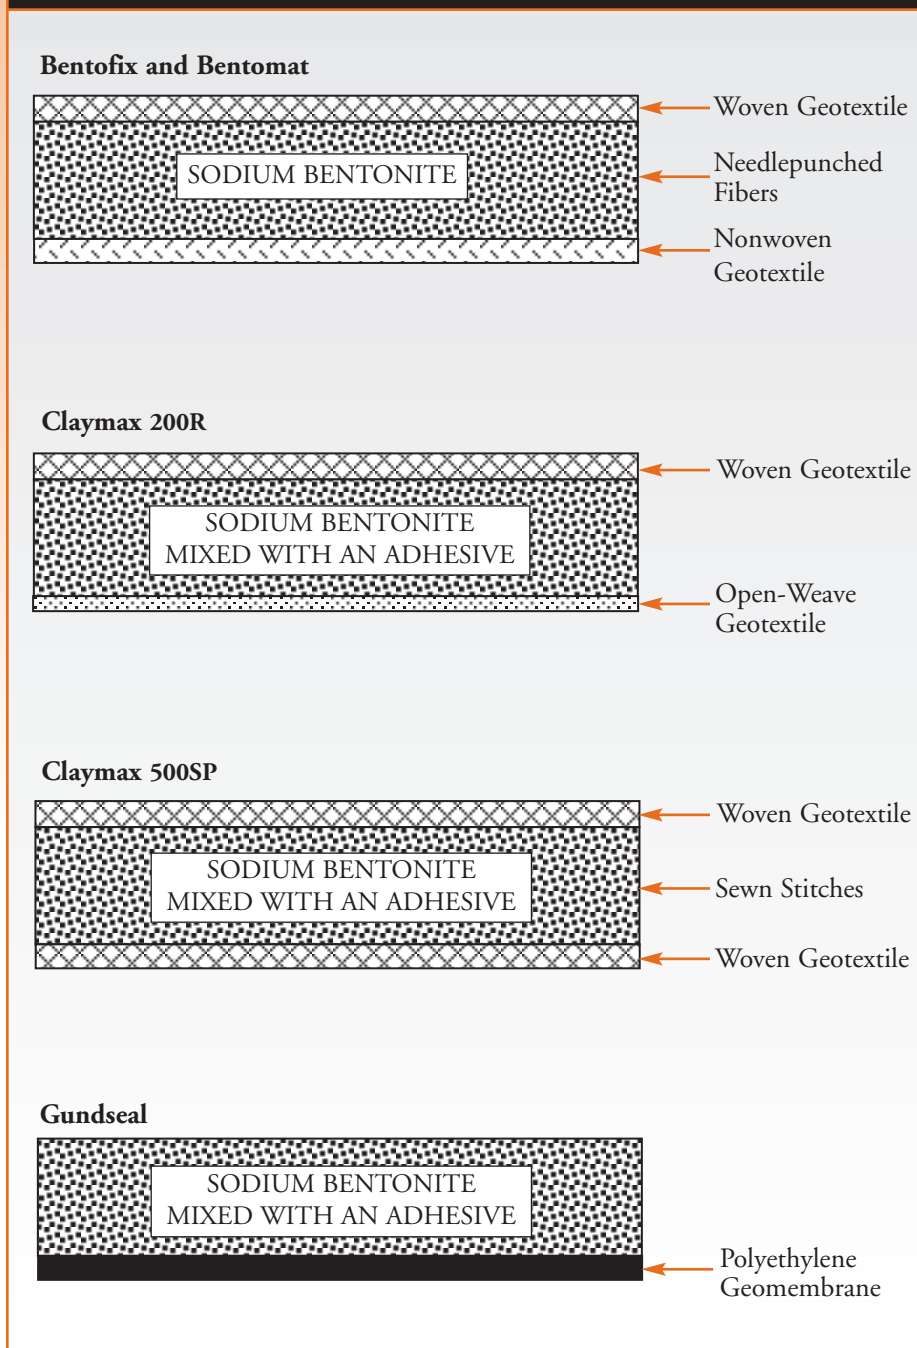 Bentofix and Bentomat
Woven Geotextile
SODIUM BENTONITE
Needlepunched
Fibers
Nonwoven
Geotextile
Claymax 200R
Woven Geotextile
SODIUM BENTONITE
MIXED WITH AN ADHESIVE
Open-Weave
Geotextile
Claymax 500SP
Woven Geotextile
SODIUM BENTONITE
MIXED WITH AN ADHESIVE
Sewn Stitches
Woven Geotextile
Gundseal
SODIUM BENTONITE
MIXED WITH AN ADHESIVE
Polyethylene
Geomembrane